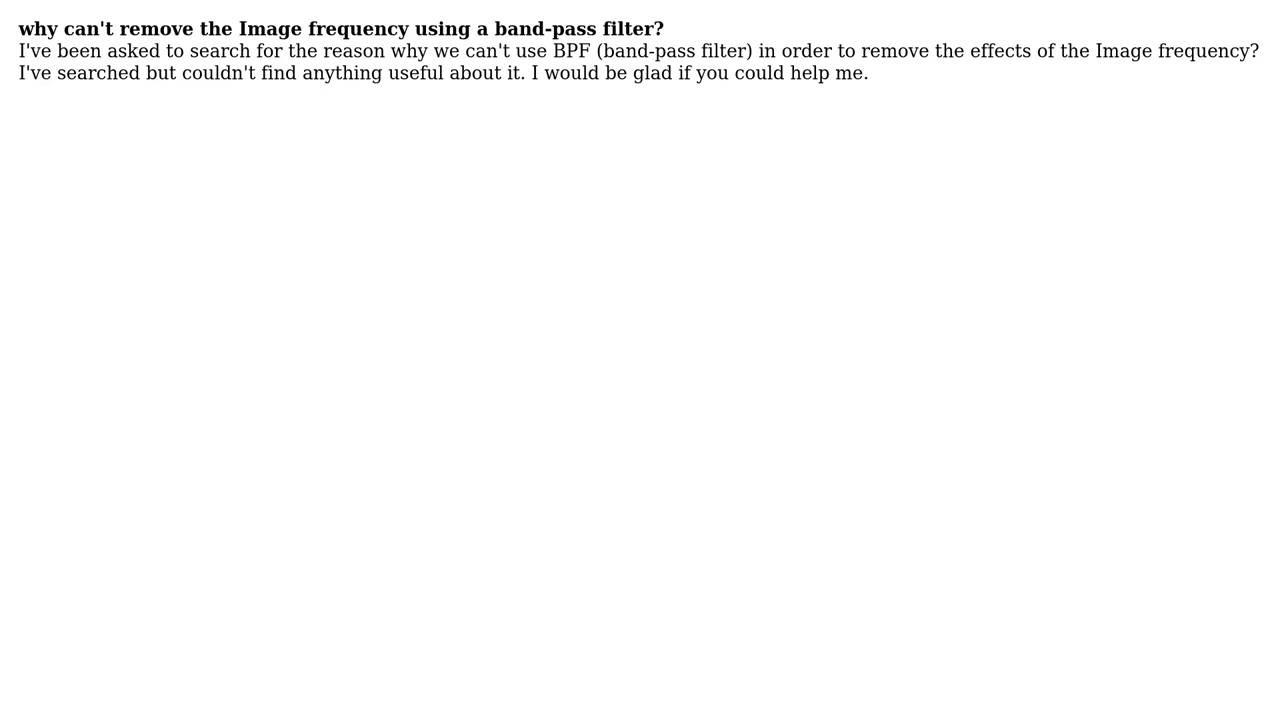 why can't remove the Image frequency using a band-pass filter?
I've been asked to search for the reason why we can't use BPF (band-pass filter) in order to remove the effects of the Image frequency?
I've searched but couldn't find anything useful about it. I would be glad if you could help me.